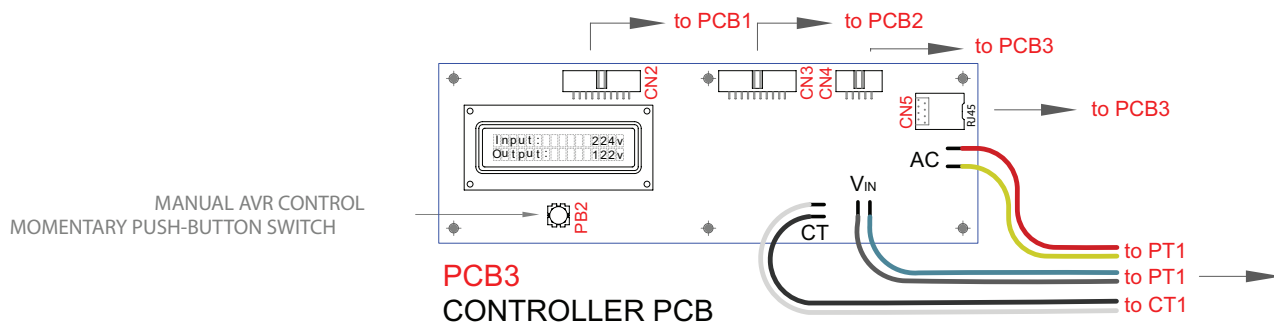 to PCB1
to PCB2
to PCB3
CN2
CN3
CN4
CN5
RJ45
to PCB3
Input: 224v
Output: 122v
AC
VIN
MANUAL AVR CONTROL
MOMENTARY PUSH-BUTTON SWITCH
PB2
CT
to PT1
to PT1
to CT1
PCB3
CONTROLLER PCB